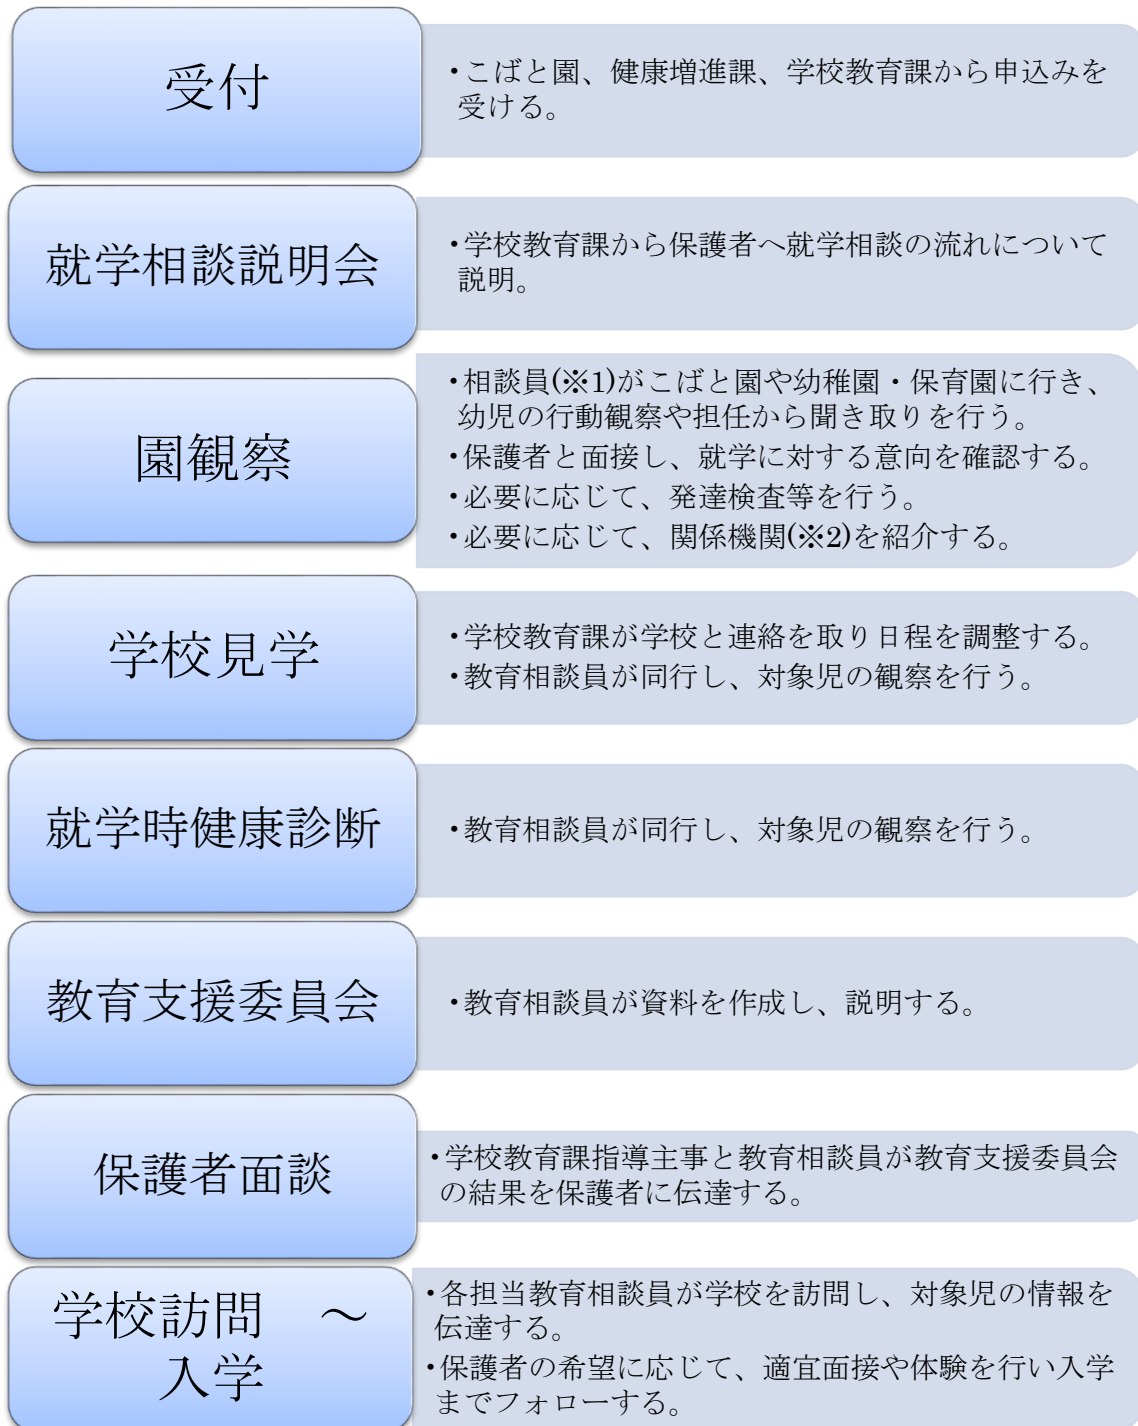 受付
・こばと園、健康増進課、学校教育課から申込みを
受ける。
就学相談説明会
・学校教育課から保護者へ就学相談の流れについて
説明。
園観察
・相談員(※1)がこばと園や幼稚園・保育園に行き、
幼児の行動観察や担任から聞き取りを行う。
・保護者と面接し、就学に対する意向を確認する。
・必要に応じて、発達検査等を行う。
・必要に応じて、関係機関(※2)を紹介する。
学校見学
・学校教育課が学校と連絡を取り日程を調整する。
・教育相談員が同行し、対象児の観察を行う。
就学時健康診断
・教育相談員が同行し、対象児の観察を行う。
教育支援委員会
・教育相談員が資料を作成し、説明する。
保護者面談
・学校教育課指導主事と教育相談員が教育支援委員会
の結果を保護者に伝達する。
学校訪問　～
入学
・各担当教育相談員が学校を訪問し、対象児の情報を
伝達する。
・保護者の希望に応じて、適宜面接や体験を行い入学
までフォローする。